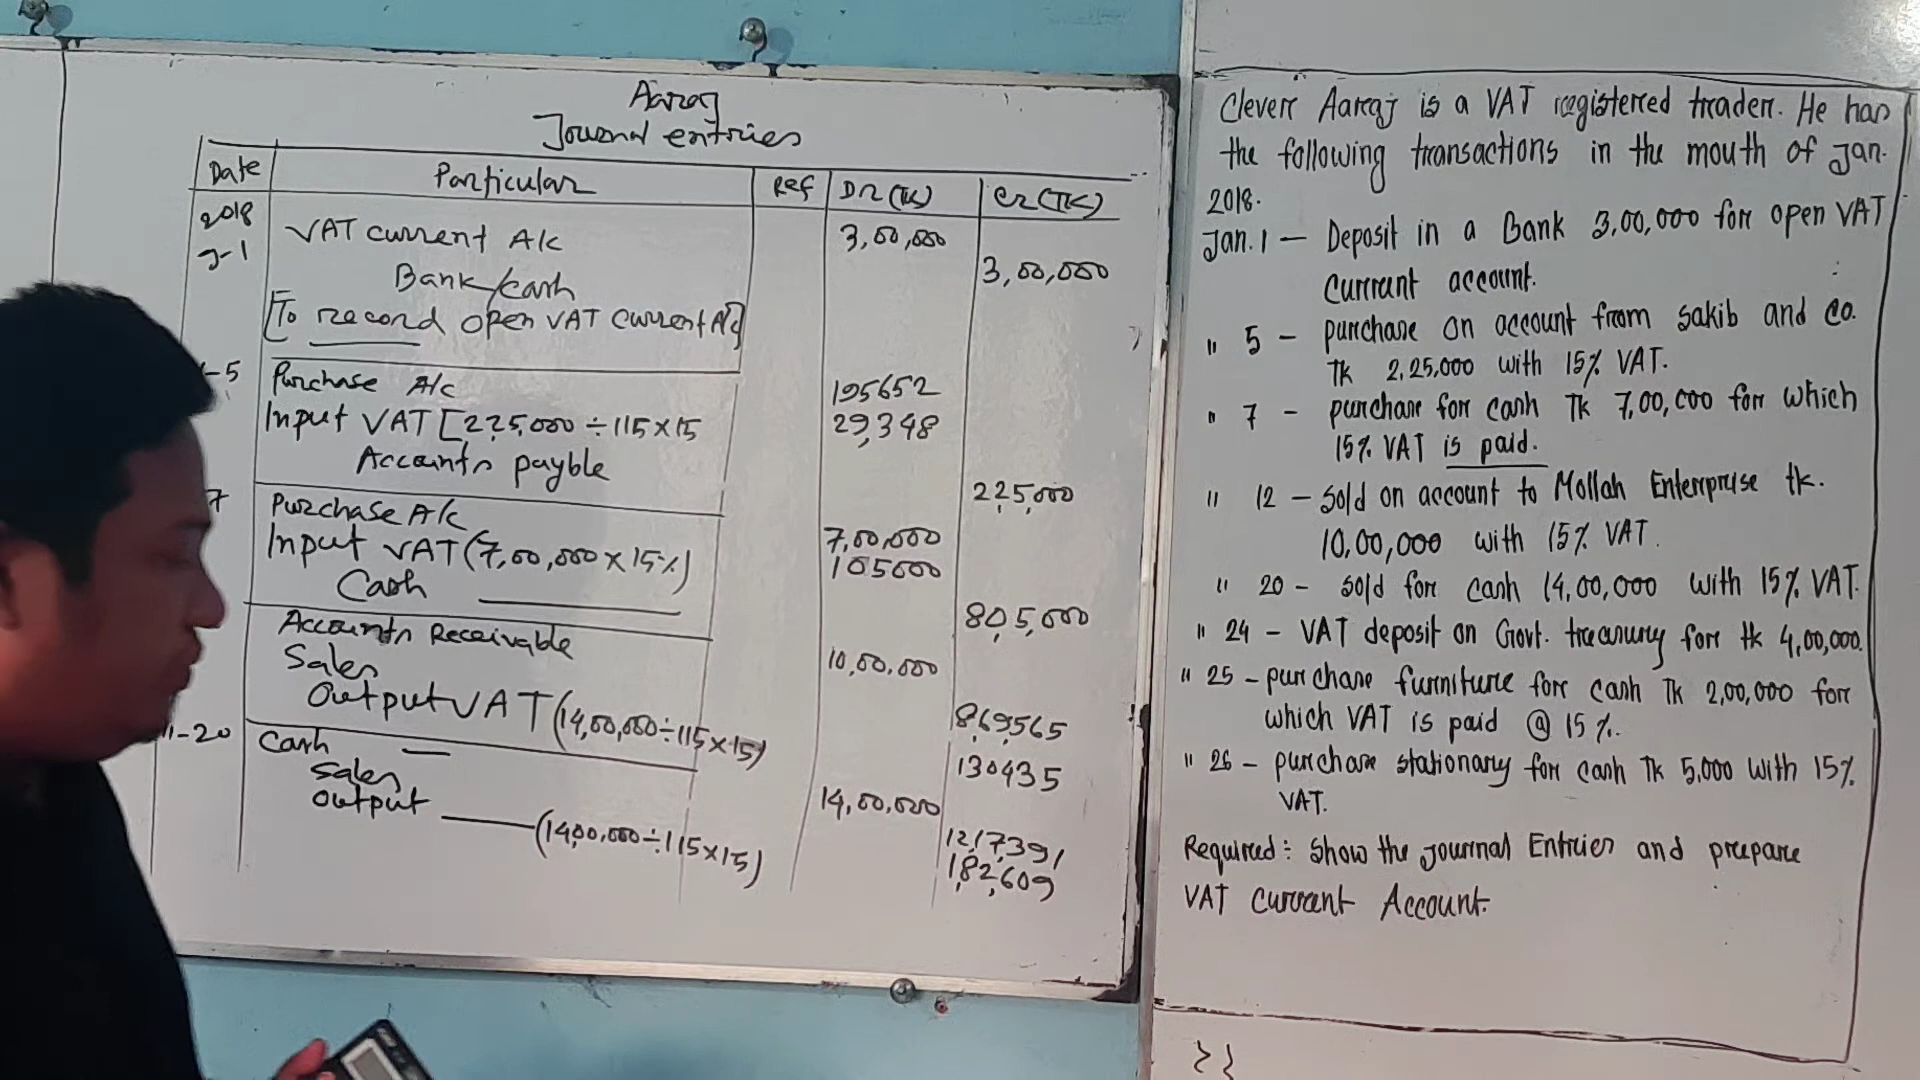 Aaraj
Journal entries
Date Particular Ref Dr (TK) Cr (TK)
2018
J-1 VAT current A/c 3,00,000
Bank/cash 3,00,000
[To record open VAT current A/c]
-5 Purchase A/c 195652
Input VAT [225,000 ÷ 115 × 15 29,348
Accounts payble 225,000
7 Purchase A/c 7,00,000
Input VAT (7,00,000 × 15%) 105000
Cash 805,000
Accounts Receivable 10,00,000
Sales 8,69,565
Output VAT (14,00,000 ÷ 115 × 15) 130435
11-20 Cash 14,00,000
Sales 12,17,391
Output (1400,000 ÷ 115 × 15) 1,82,609
Clever Aaraj is a VAT registered trader. He has
the following transactions in the mouth of Jan.
2018.
Jan. 1 — Deposit in a Bank 3,00,000 for open VAT
Currant account.
" 5 — purchase on account from sakib and co.
Tk 2,25,000 with 15% VAT.
" 7 — purchase for cash Tk 7,00,000 for which
15% VAT is paid.
" 12 — Sold on account to Mollah Enterprise tk.
10,00,000 with 15% VAT.
" 20 — sold for cash 14,00,000 with 15% VAT.
" 24 — VAT deposit on Govt. treasury for tk 4,00,000.
" 25 — purchase furniture for cash Tk 2,00,000 for
which VAT is paid @ 15%.
" 26 — purchase stationary for cash Tk 5,000 with 15%
VAT.
Required: Show the Journal Entries and prepare
VAT Current Account.